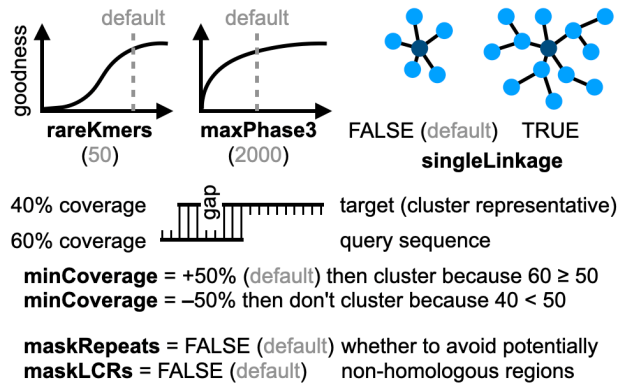 default
default
goodness
rareKmers
maxPhase3
FALSE (default)
TRUE
(50)
(2000)
singleLinkage
40% coverage
gap
target (cluster representative)
60% coverage
query sequence
minCoverage = +50% (default) then cluster because 60 ≥ 50
minCoverage = –50% then don't cluster because 40 < 50
maskRepeats = FALSE (default) whether to avoid potentially
maskLCRs = FALSE (default) non-homologous regions